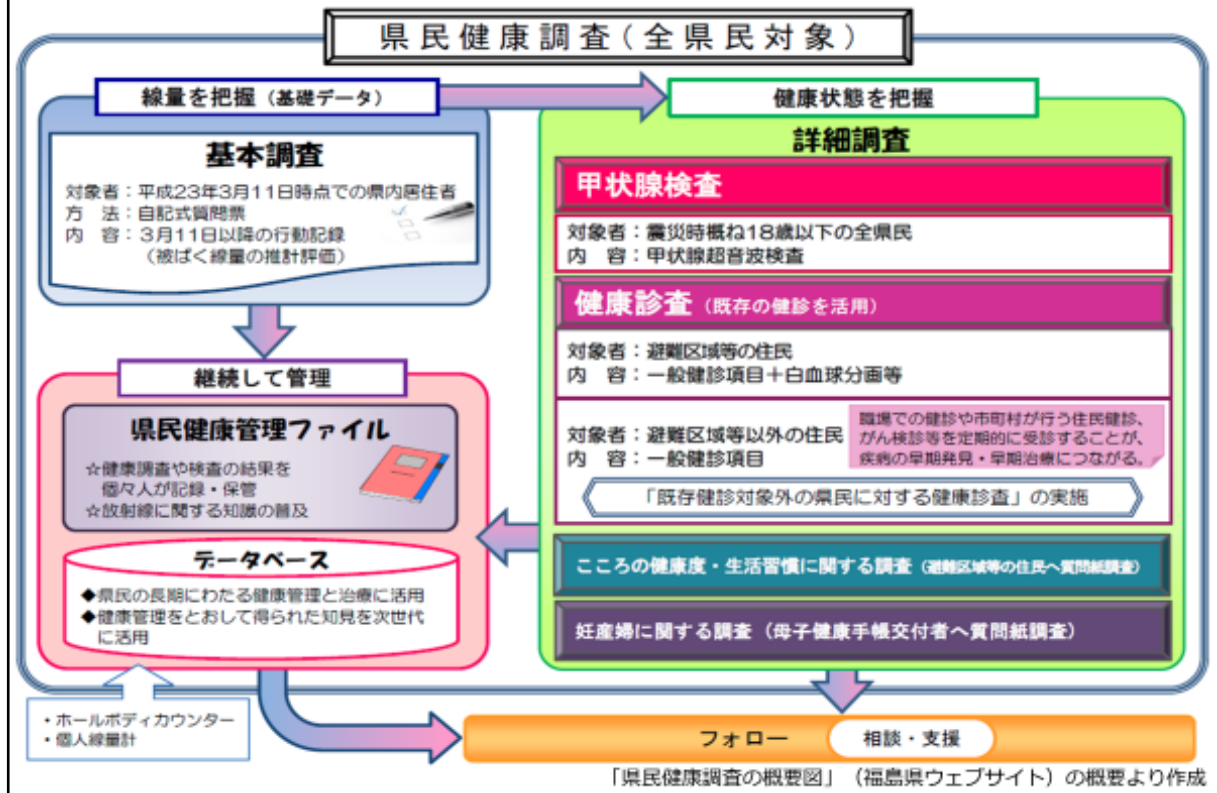 県民健康調査(全県民対象)
線量を把握(基礎データ)
基本調査
対象者:平成23年3月11日時点での県内居住者
方　法:自記式質問票
内　容:3月11日以降の行動記録
(被ばく線量の推計評価)
継続して管理
県民健康管理ファイル
☆健康調査や検査の結果を
個々人が記録・保管
☆放射線に関する知識の普及
データベース
◆県民の長期にわたる健康管理と治療に活用
◆健康管理をとおして得られた知見を次世代
に活用
・ホールボディカウンター
・個人線量計
健康状態を把握
詳細調査
甲状腺検査
対象者:震災時概ね18歳以下の全県民
内　容:甲状腺超音波検査
健康診査(既存の健診を活用)
対象者:避難区域等の住民
内　容:一般健診項目+白血球分画等
対象者:避難区域等以外の住民
内　容:一般健診項目
職場での健診や市町村が行う住民健診、
がん検診等を定期的に受診することが、
疾病の早期発見・早期治療につながる。
「既存健診対象外の県民に対する健康診査」の実施
こころの健康度・生活習慣に関する調査(避難区域等の住民へ質問紙調査)
妊産婦に関する調査(母子健康手帳交付者へ質問紙調査)
フォロー　相談・支援
「県民健康調査の概要図」(福島県ウェブサイト)の概要より作成